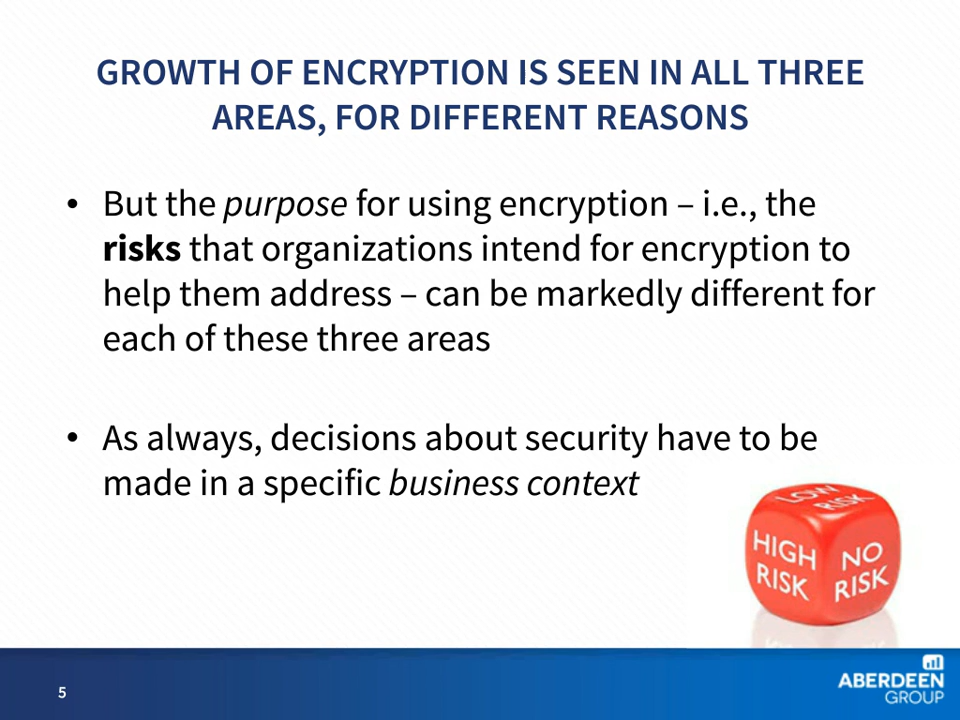 GROWTH OF ENCRYPTION IS SEEN IN ALL THREE
AREAS, FOR DIFFERENT REASONS
• But the purpose for using encryption – i.e., the
risks that organizations intend for encryption to
help them address – can be markedly different for
each of these three areas
• As always, decisions about security have to be
made in a specific business context
LOW
RISK
HIGH
RISK
NO
RISK
5
ABERDEEN
GROUP